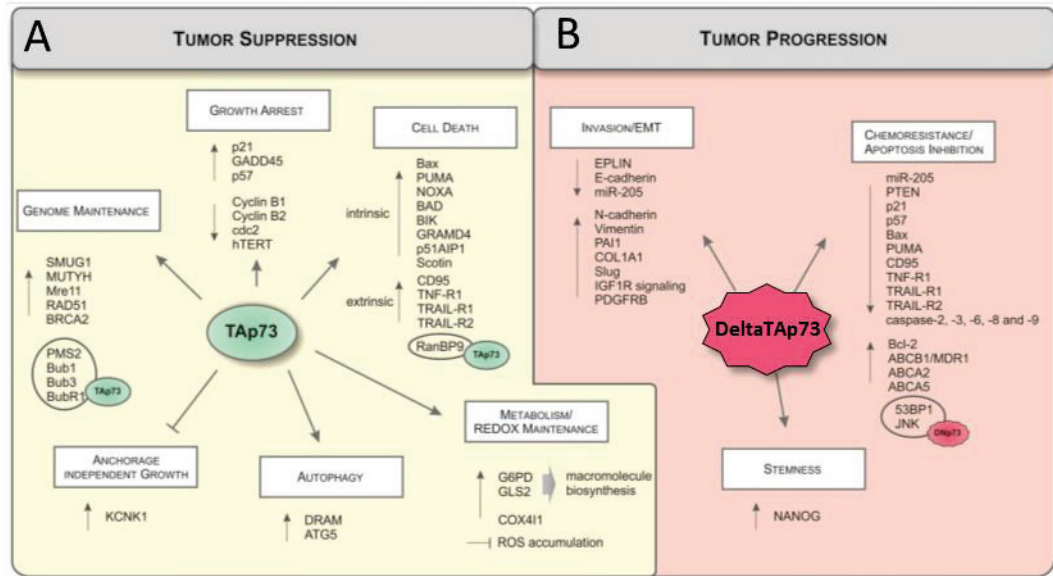 A
TUMOR SUPPRESSION
GROWTH ARREST
p21
GADD45
p57
Cyclin B1
Cyclin B2
cdc2
hTERT
CELL DEATH
intrinsic
Bax
PUMA
NOXA
BAD
BIK
GRAMD4
p51AIP1
Scotin
extrinsic
CD95
TNF-R1
TRAIL-R1
TRAIL-R2
RanBP9
TAp73
GENOME MAINTENANCE
SMUG1
MUTYH
Mre11
RAD51
BRCA2
PMS2
Bub1
Bub3
BubR1
TAp73
TAp73
ANCHORAGE
INDEPENDENT GROWTH
KCNK1
AUTOPHAGY
DRAM
ATG5
METABOLISM/
REDOX MAINTENANCE
G6PD
GLS2
macromolecule
biosynthesis
COX4I1
ROS accumulation
B
TUMOR PROGRESSION
INVASION/EMT
EPLIN
E-cadherin
miR-205
N-cadherin
Vimentin
PAI1
COL1A1
Slug
IGF1R signaling
PDGFRB
CHEMORESISTANCE/
APOPTOSIS INHIBITION
miR-205
PTEN
p21
p57
Bax
PUMA
CD95
TNF-R1
TRAIL-R1
TRAIL-R2
caspase-2, -3, -6, -8 and -9
Bcl-2
ABCB1/MDR1
ABCA2
ABCA5
53BP1
JNK
DNp73
DeltaTAp73
STEMNESS
NANOG